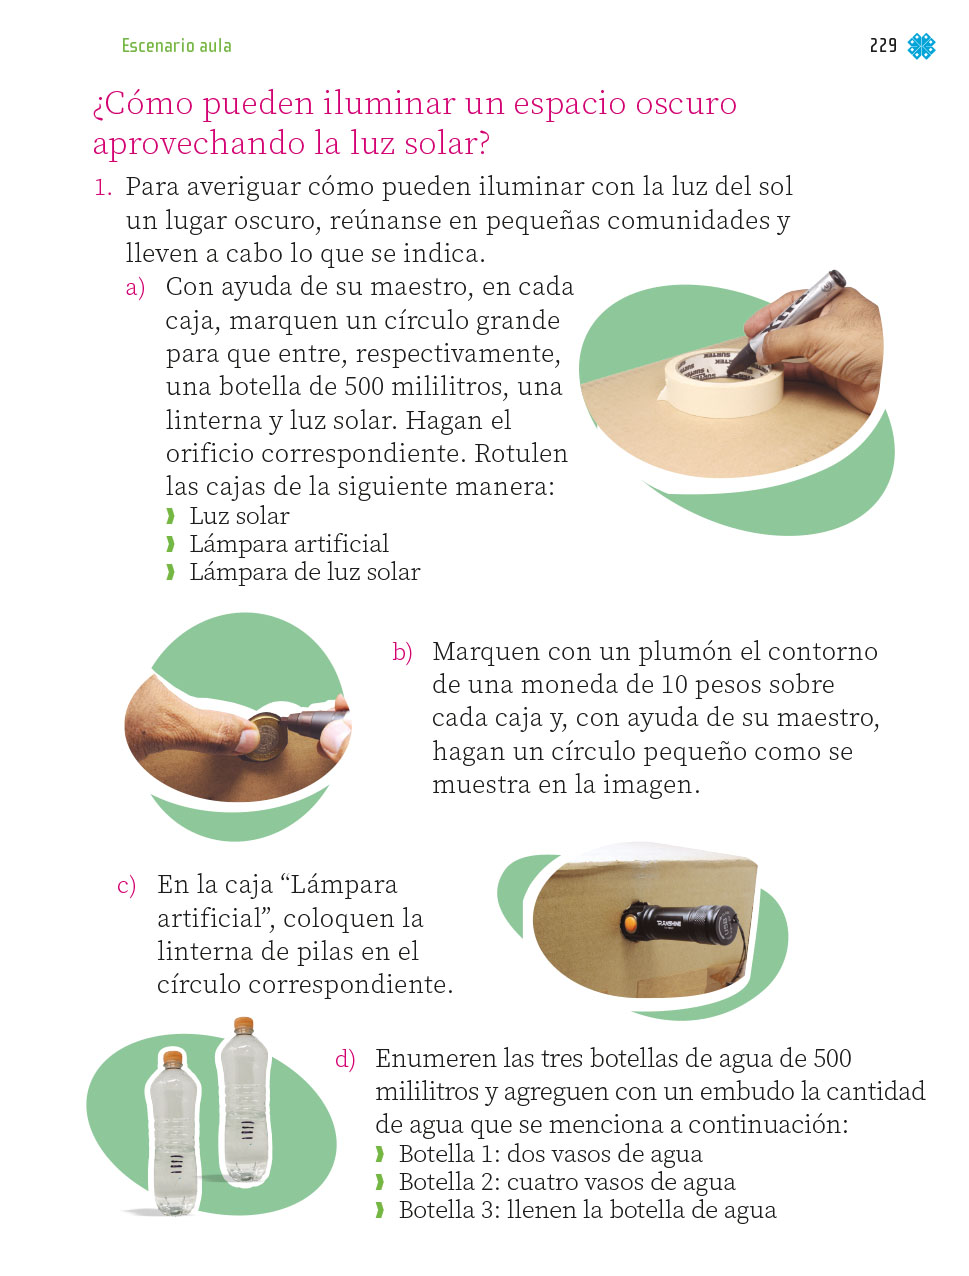 Escenario aula
229
¿Cómo pueden iluminar un espacio oscuro
aprovechando la luz solar?
1. Para averiguar cómo pueden iluminar con la luz del sol
un lugar oscuro, reúnanse en pequeñas comunidades y
lleven a cabo lo que se indica.
a) Con ayuda de su maestro, en cada
caja, marquen un círculo grande
para que entre, respectivamente,
una botella de 500 mililitros, una
linterna y luz solar. Hagan el
orificio correspondiente. Rotulen
las cajas de la siguiente manera:
Luz solar
Lámpara artificial
Lámpara de luz solar
b) Marquen con un plumón el contorno
de una moneda de 10 pesos sobre
cada caja y, con ayuda de su maestro,
hagan un círculo pequeño como se
muestra en la imagen.
c) En la caja “Lámpara
artificial”, coloquen la
linterna de pilas en el
círculo correspondiente.
TRANSHINE
d) Enumeren las tres botellas de agua de 500
mililitros y agreguen con un embudo la cantidad
de agua que se menciona a continuación:
Botella 1: dos vasos de agua
Botella 2: cuatro vasos de agua
Botella 3: llenen la botella de agua